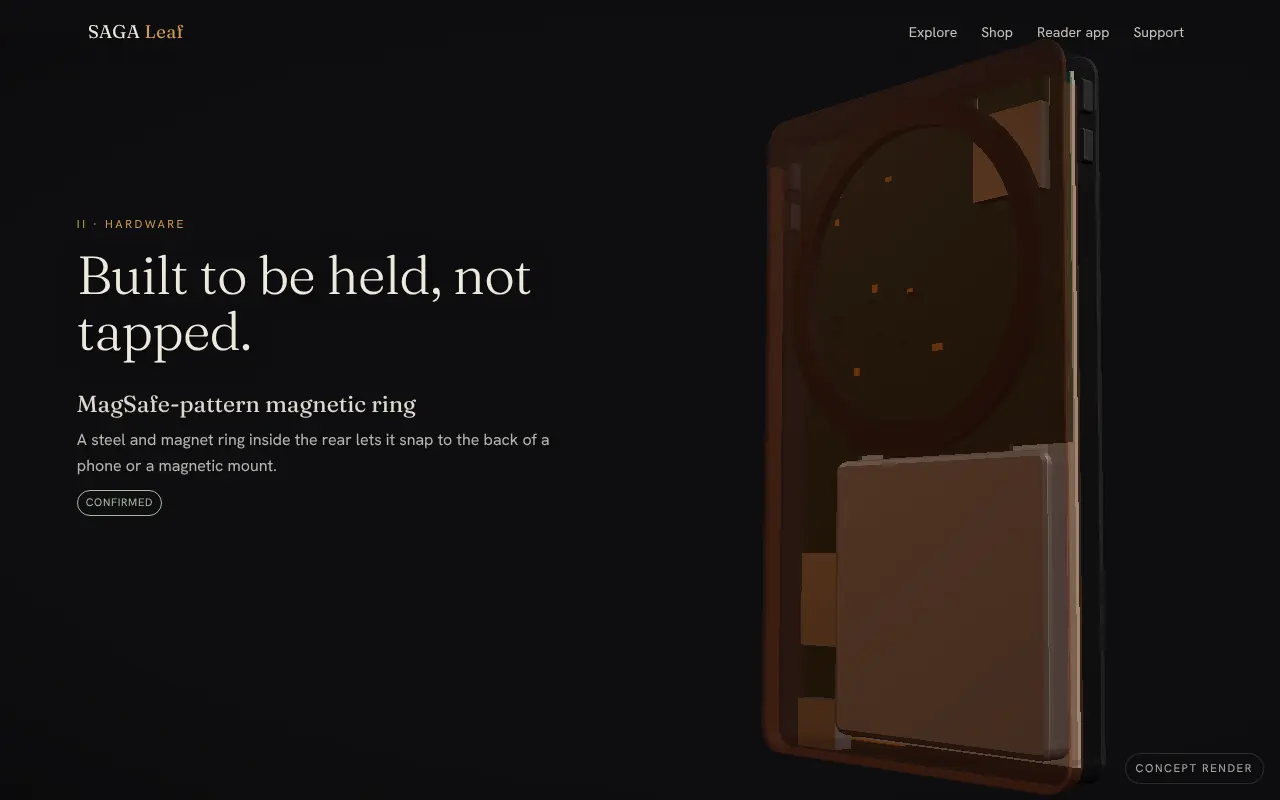 SAGA Leaf
Explore Shop Reader app Support
II · HARDWARE
Built to be held, not
tapped.
MagSafe-pattern magnetic ring
A steel and magnet ring inside the rear lets it snap to the back of a
phone or a magnetic mount.
CONFIRMED
CONCEPT RENDER